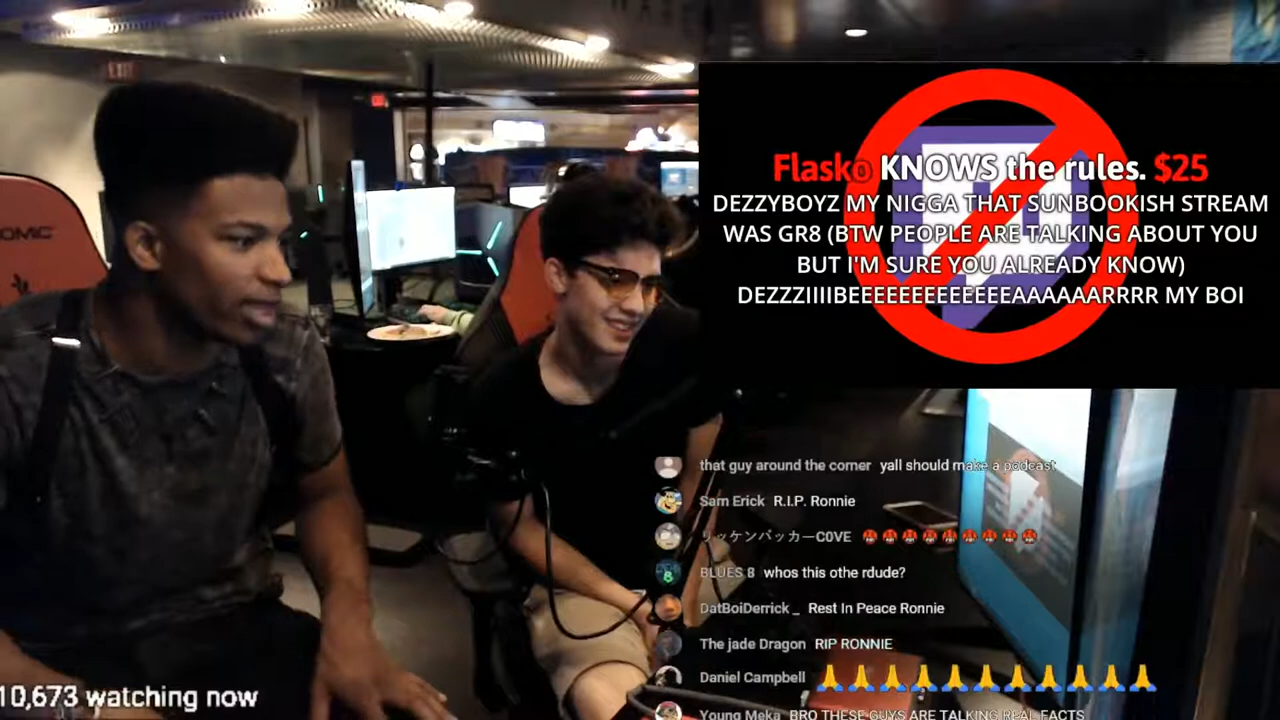 EXIT
OMIC
Flasko KNOWS the rules. $25
DEZZYBOYZ MY NIGGA THAT SUNBOOKISH STREAM
WAS GR8 (BTW PEOPLE ARE TALKING ABOUT YOU
BUT I'M SURE YOU ALREADY KNOW)
DEZZZIIIIBEEEEEEEEEEEEEAAAAAARRRR MY BOI
that guy around the corner yall should make a podcast
Sam Erick R.I.P. Ronnie
リッケンバッカーC0VE
BLUES 8 whos this othe rdude?
DatBoiDerrick _ Rest In Peace Ronnie
The jade Dragon RIP RONNIE
Daniel Campbell 🙏🙏🙏🙏🙏🙏🙏🙏🙏🙏🙏
Young Meka BRO THESE GUYS ARE TALKING REAL FACTS
10,673 watching now